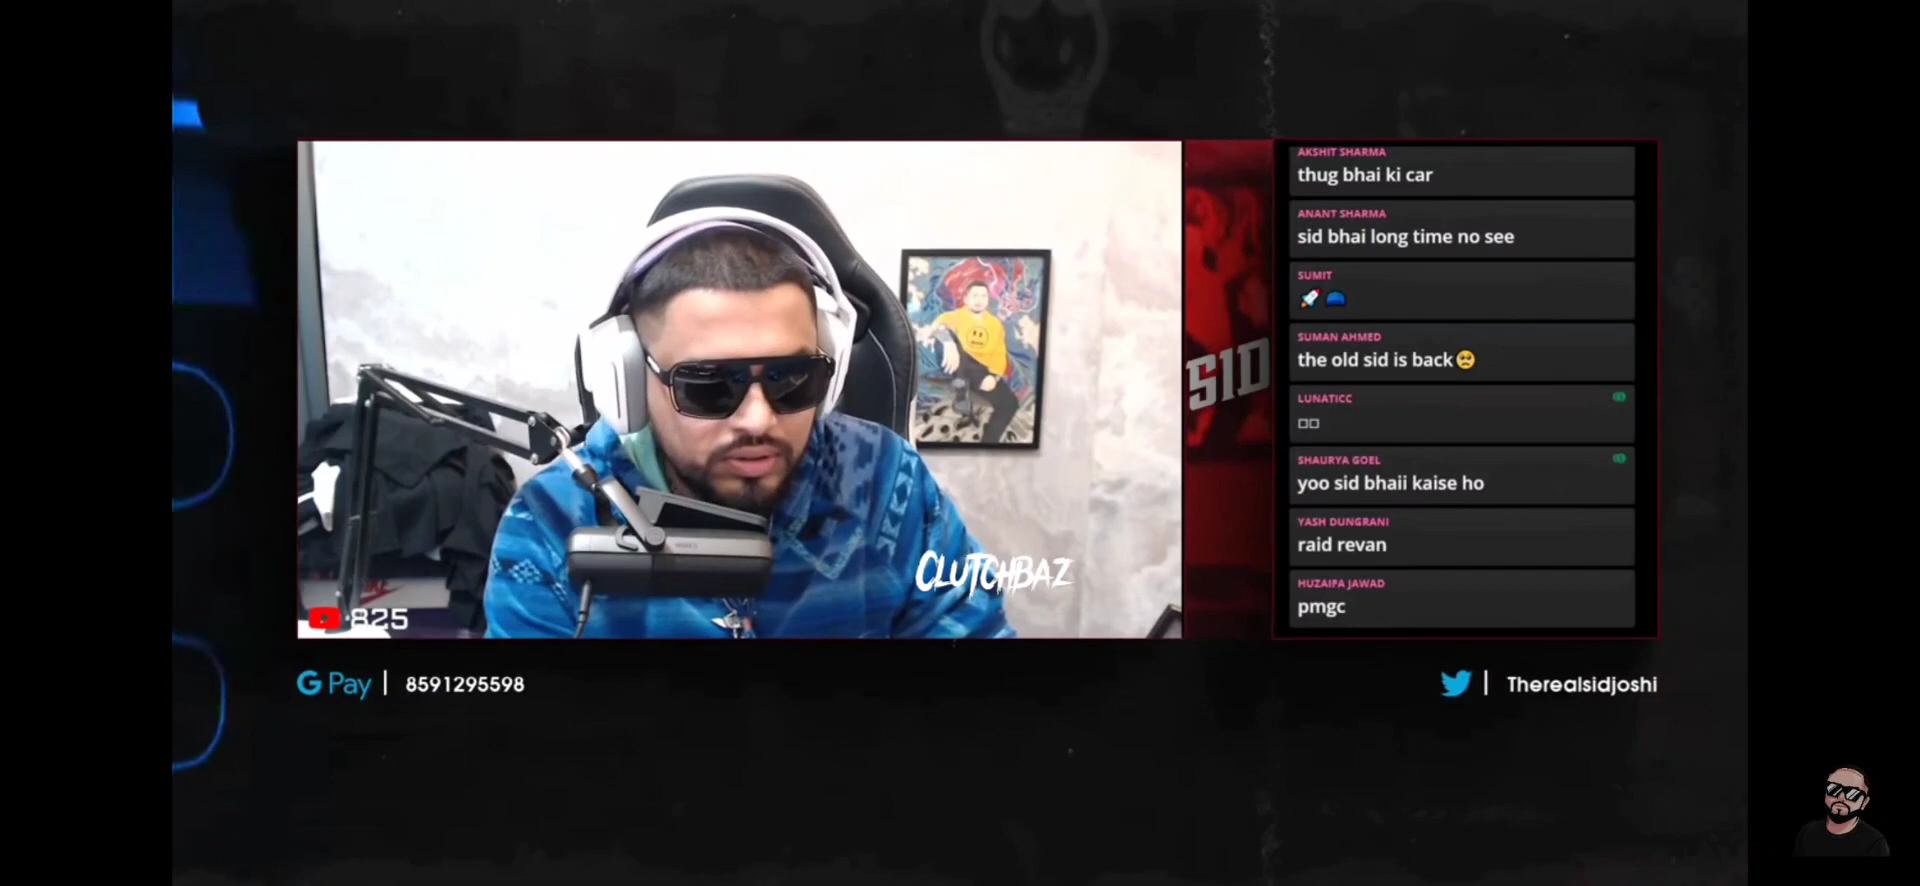 AKSHIT SHARMA
thug bhai ki car
ANANT SHARMA
sid bhai long time no see
SUMIT
🚀🧢
SUMAN AHMED
the old sid is back🥺
LUNATICC
□□
SHAURYA GOEL
yoo sid bhaii kaise ho
YASH DUNGRANI
raid revan
HUZAIFA JAWAD
pmgc
SID
CLUTCHBAZ
825
G Pay | 8591295598
| Therealsidjoshi